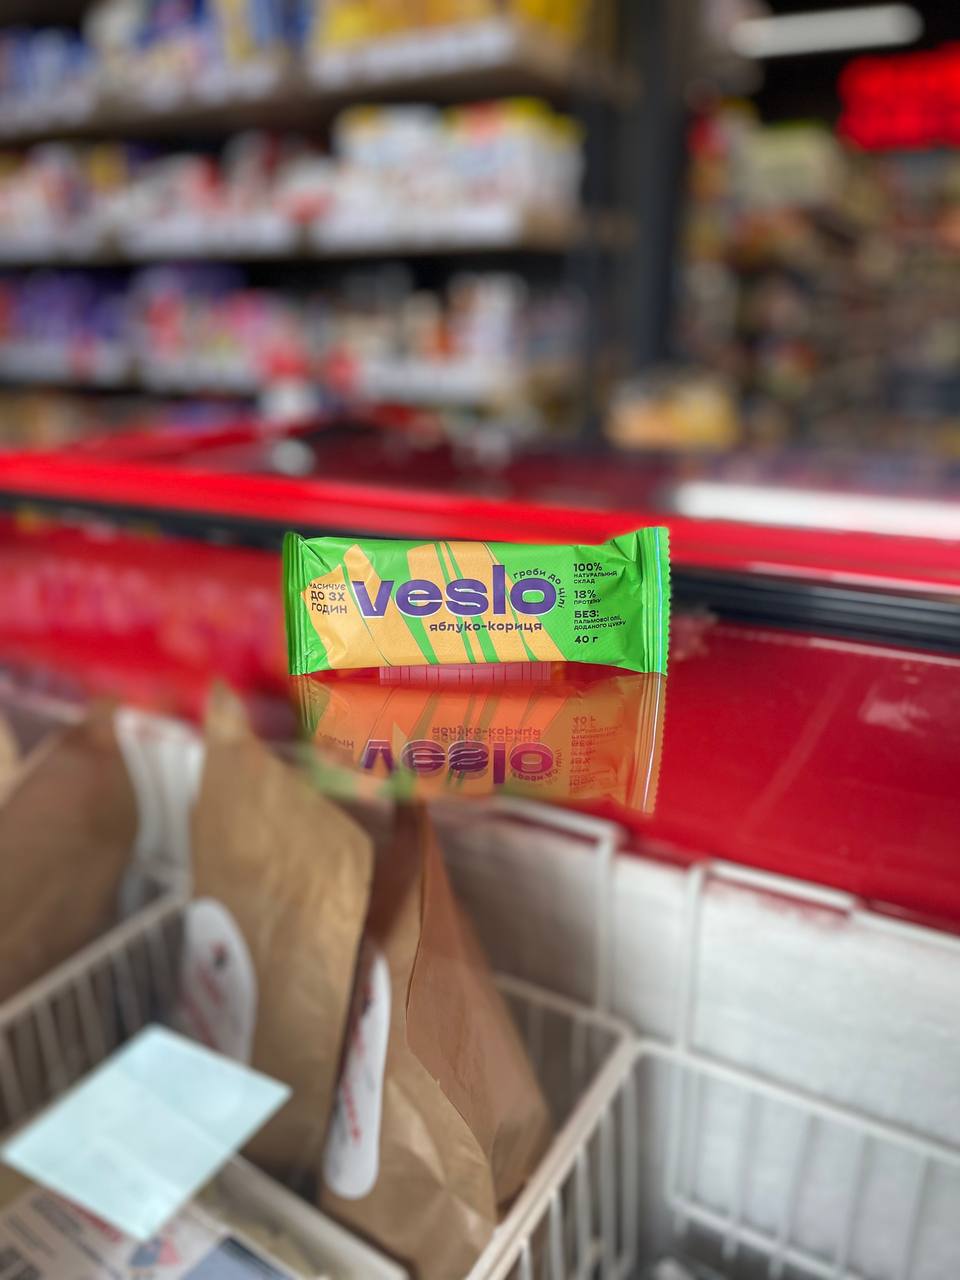 насичує
до 3х
годин
veslo
греби до цілі
яблуко-кориця
100%
натуральний
склад
18%
протеїну
без:
пальмової олії,
доданого цукру
40 г